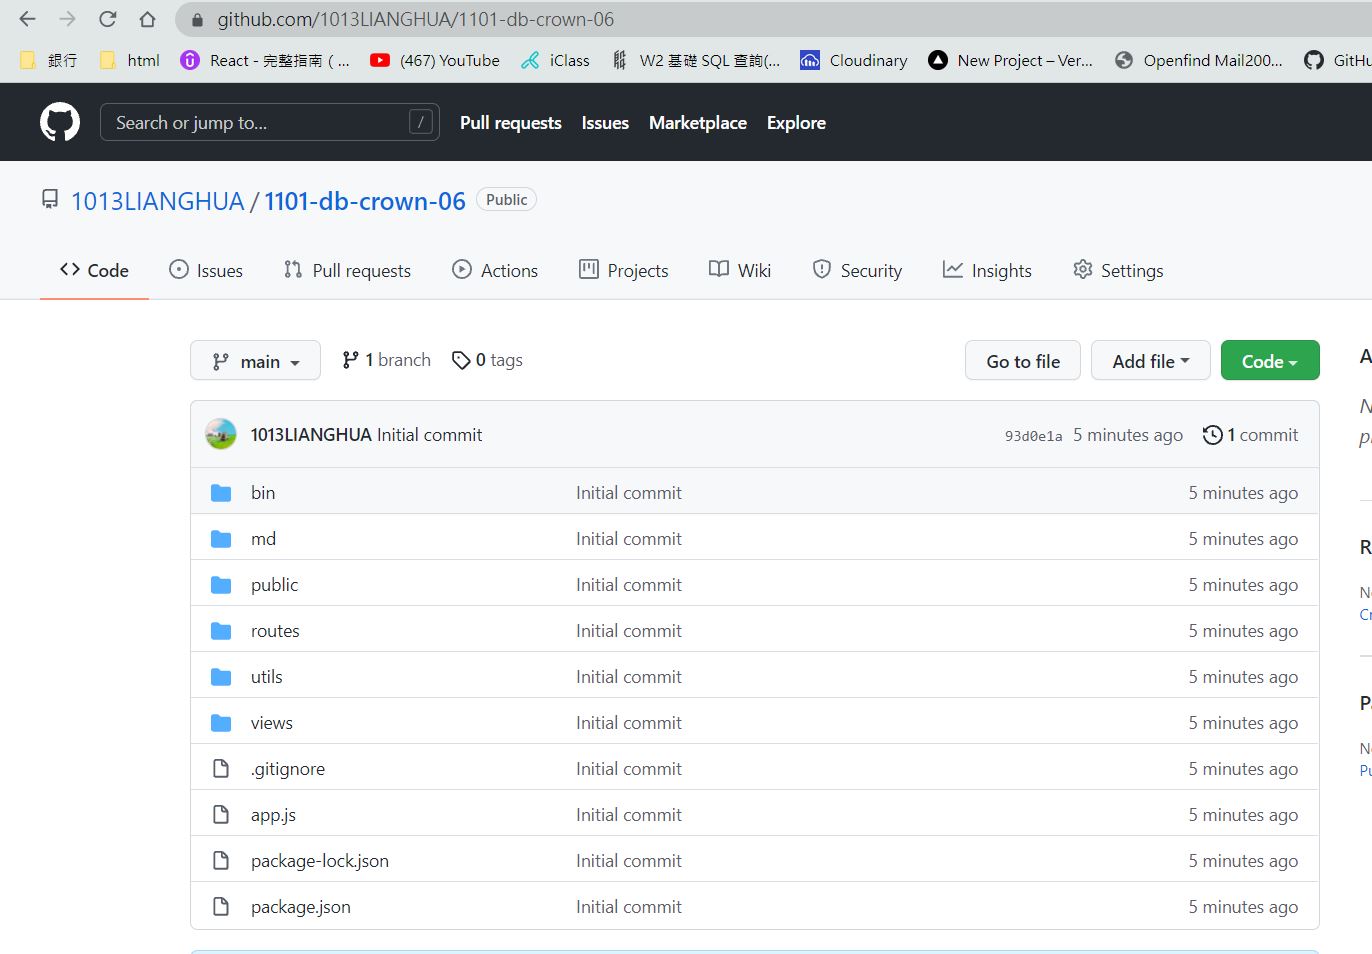 github.com/1013LIANGHUA/1101-db-crown-06
銀行 html React - 完整指南 ( ... (467) YouTube iClass W2 基礎 SQL 查詢(... Cloudinary New Project – Ver... Openfind Mail200... GitHu
Search or jump to... / Pull requests Issues Marketplace Explore
1013LIANGHUA / 1101-db-crown-06 Public
Code Issues Pull requests Actions Projects Wiki Security Insights Settings
main 1 branch 0 tags Go to file Add file Code
1013LIANGHUA Initial commit 93d0e1a 5 minutes ago 1 commit
bin Initial commit 5 minutes ago
md Initial commit 5 minutes ago
public Initial commit 5 minutes ago
routes Initial commit 5 minutes ago
utils Initial commit 5 minutes ago
views Initial commit 5 minutes ago
.gitignore Initial commit 5 minutes ago
app.js Initial commit 5 minutes ago
package-lock.json Initial commit 5 minutes ago
package.json Initial commit 5 minutes ago